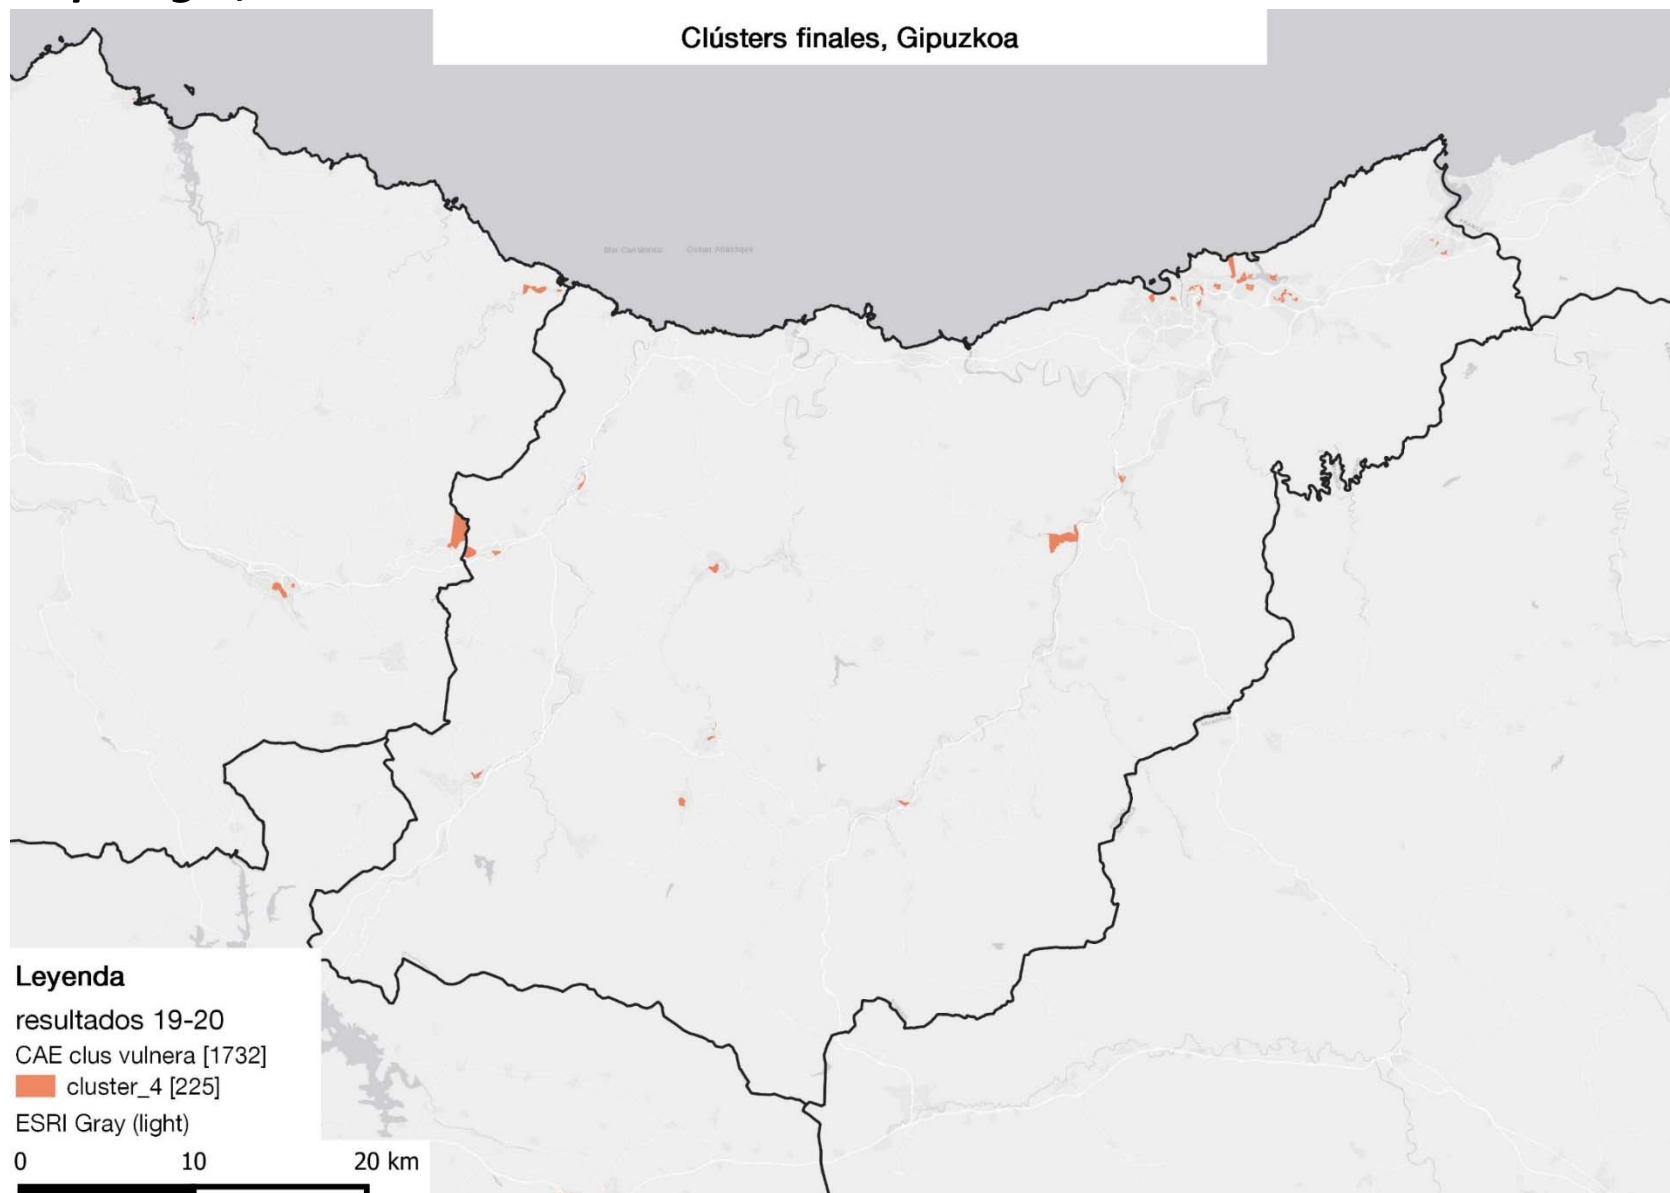 Clústers finales, Gipuzkoa
Leyenda
resultados 19-20
CAE clus vulnera [1732]
cluster_4 [225]
ESRI Gray (light)
0 10 20 km